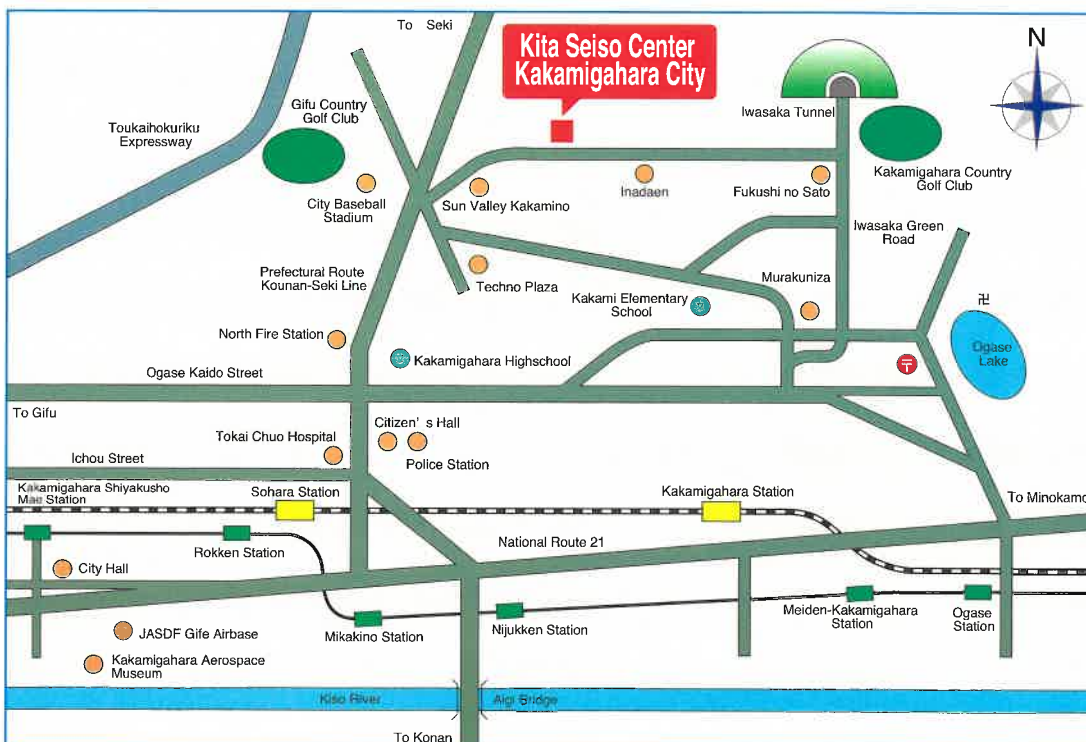 To Seki
Kita Seiso Center
Kakamigahara City
N
Gifu Country
Golf Club
Iwasaka Tunnel
Toukaihokuriku
Expressway
Kakamigahara Country
Golf Club
City Baseball
Stadium
Sun Valley Kakamino
Inadaen
Fukushi no Sato
Iwasaka Green
Road
Prefectural Route
Kounan-Seki Line
Techno Plaza
Kakami Elementary
School
Murakuniza
卍
North Fire Station
Kakamigahara Highschool
〒
Ogase
Lake
Ogase Kaido Street
To Gifu
Citizen's Hall
Tokai Chuo Hospital
Police Station
Ichou Street
Kakamigahara Shiyakusho
Mae Station
Sohara Station
Kakamigahara Station
To Minokamo
Rokken Station
National Route 21
City Hall
Mikakino Station
Nijukken Station
Meiden-Kakamigahara
Station
Ogase
Station
JASDF Gife Airbase
Kakamigahara Aerospace
Museum
Kiso River
Aigi Bridge
To Konan